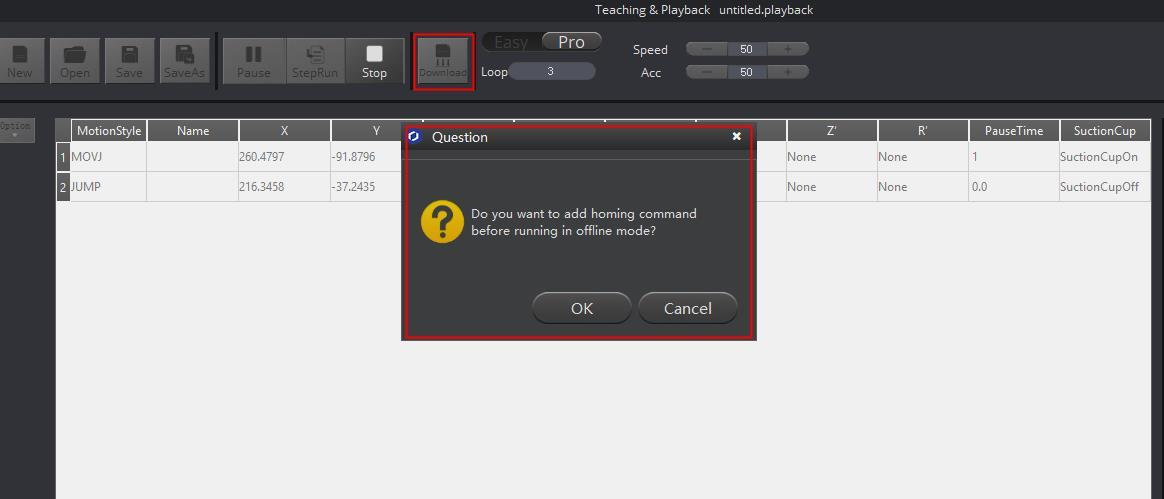 Teaching & Playback untitled.playback
New Open Save SaveAs Pause StepRun Stop Download
Easy Pro
Loop 3
Speed − 50 +
Acc − 50 +
Option
MotionStyle Name X Y Z' R' PauseTime SuctionCup
1 MOVJ 260.4797 -91.8796 None None 1 SuctionCupOn
2 JUMP 216.3458 -37.2435 None None 0.0 SuctionCupOff
Question
Do you want to add homing command
before running in offline mode?
OK Cancel